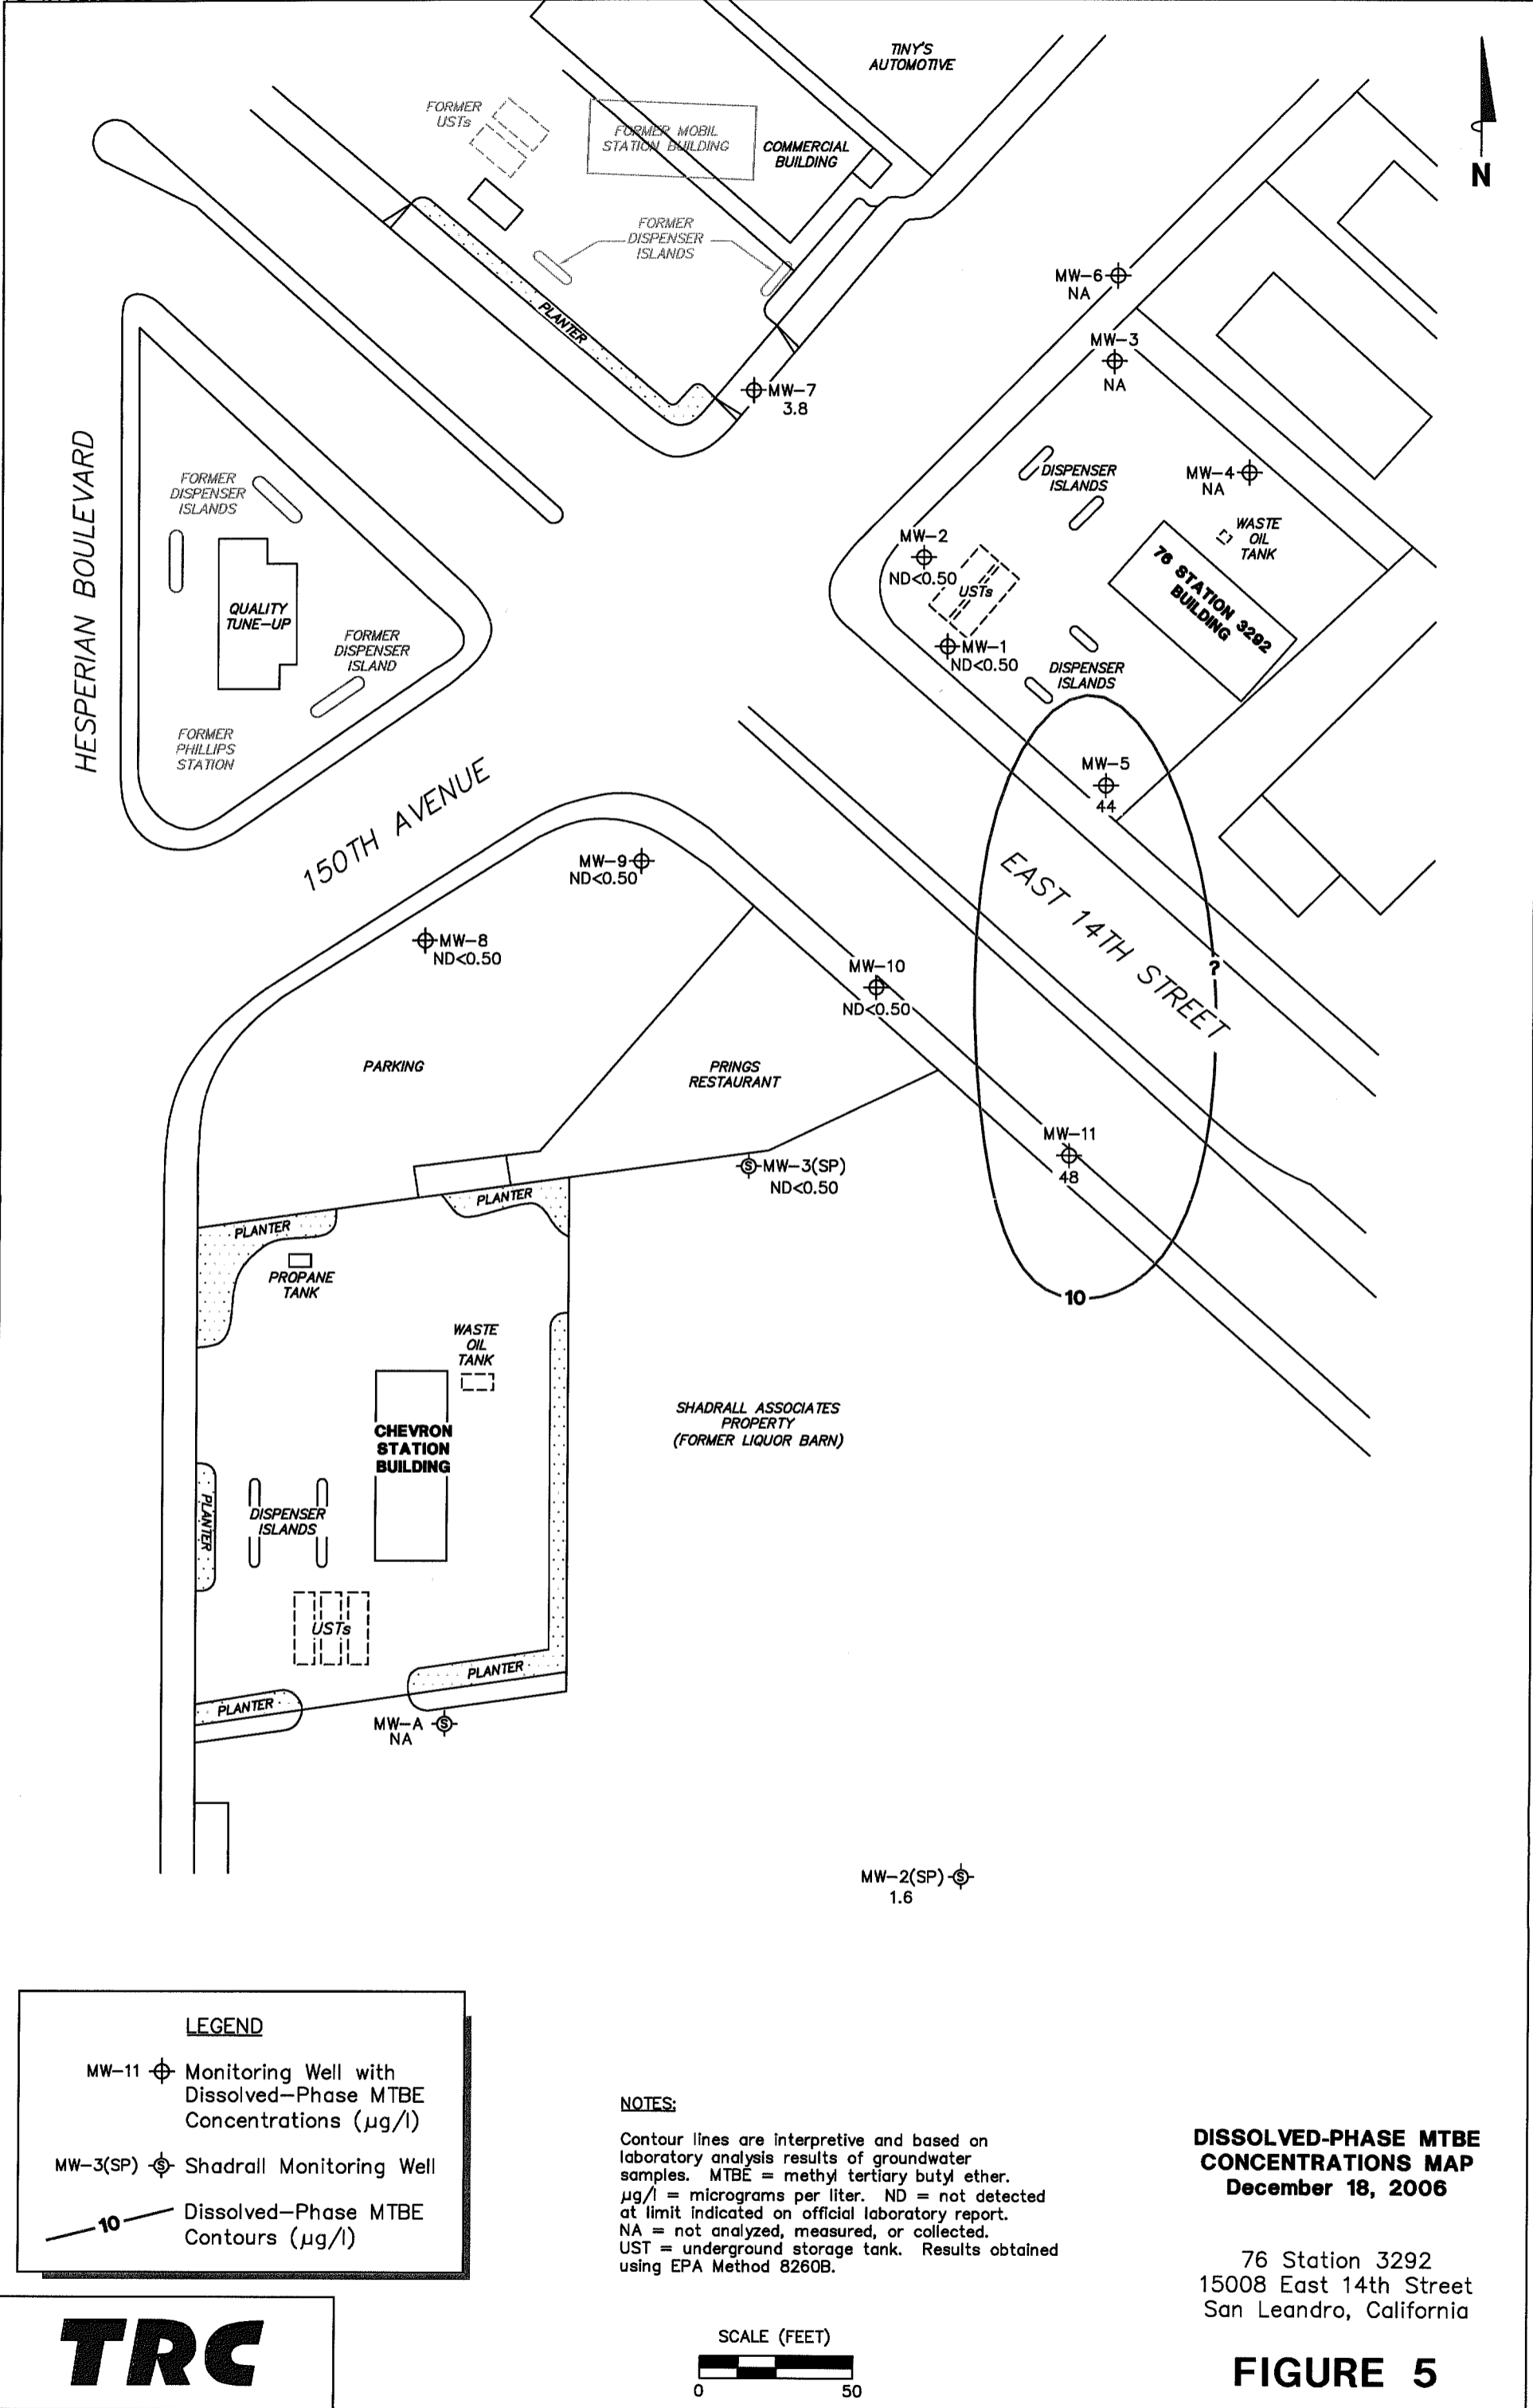 TINY'S
AUTOMOTIVE
FORMER
USTs
FORMER MOBIL
STATION BUILDING
COMMERCIAL
BUILDING
N
FORMER
DISPENSER
ISLANDS
PLANTER
MW-6
NA
MW-3
NA
MW-7
3.8
HESPERIAN BOULEVARD
FORMER
DISPENSER
ISLANDS
DISPENSER
ISLANDS
MW-4
NA
WASTE
OIL
TANK
MW-2
ND<0.50
USTs
76 STATION 3292
BUILDING
QUALITY
TUNE-UP
FORMER
DISPENSER
ISLAND
MW-1
ND<0.50
DISPENSER
ISLANDS
FORMER
PHILLIPS
STATION
150TH AVENUE
MW-5
44
EAST 14TH STREET
?
MW-9
ND<0.50
MW-8
ND<0.50
MW-10
ND<0.50
PARKING
PRINGS
RESTAURANT
MW-11
48
MW-3(SP)
ND<0.50
PLANTER
PLANTER
PROPANE
TANK
10
WASTE
OIL
TANK
SHADRALL ASSOCIATES
PROPERTY
(FORMER LIQUOR BARN)
CHEVRON
STATION
BUILDING
PLANTER
DISPENSER
ISLANDS
USTs
PLANTER
PLANTER
MW-A
NA
MW-2(SP)
1.6
LEGEND
MW-11 Monitoring Well with
Dissolved-Phase MTBE
Concentrations (µg/l)
MW-3(SP) S Shadrall Monitoring Well
10 Dissolved-Phase MTBE
Contours (µg/l)
NOTES:
Contour lines are interpretive and based on
laboratory analysis results of groundwater
samples. MTBE = methyl tertiary butyl ether.
µg/l = micrograms per liter. ND = not detected
at limit indicated on official laboratory report.
NA = not analyzed, measured, or collected.
UST = underground storage tank. Results obtained
using EPA Method 8260B.
DISSOLVED-PHASE MTBE
CONCENTRATIONS MAP
December 18, 2006
76 Station 3292
15008 East 14th Street
San Leandro, California
SCALE (FEET)
0 50
TRC
FIGURE 5